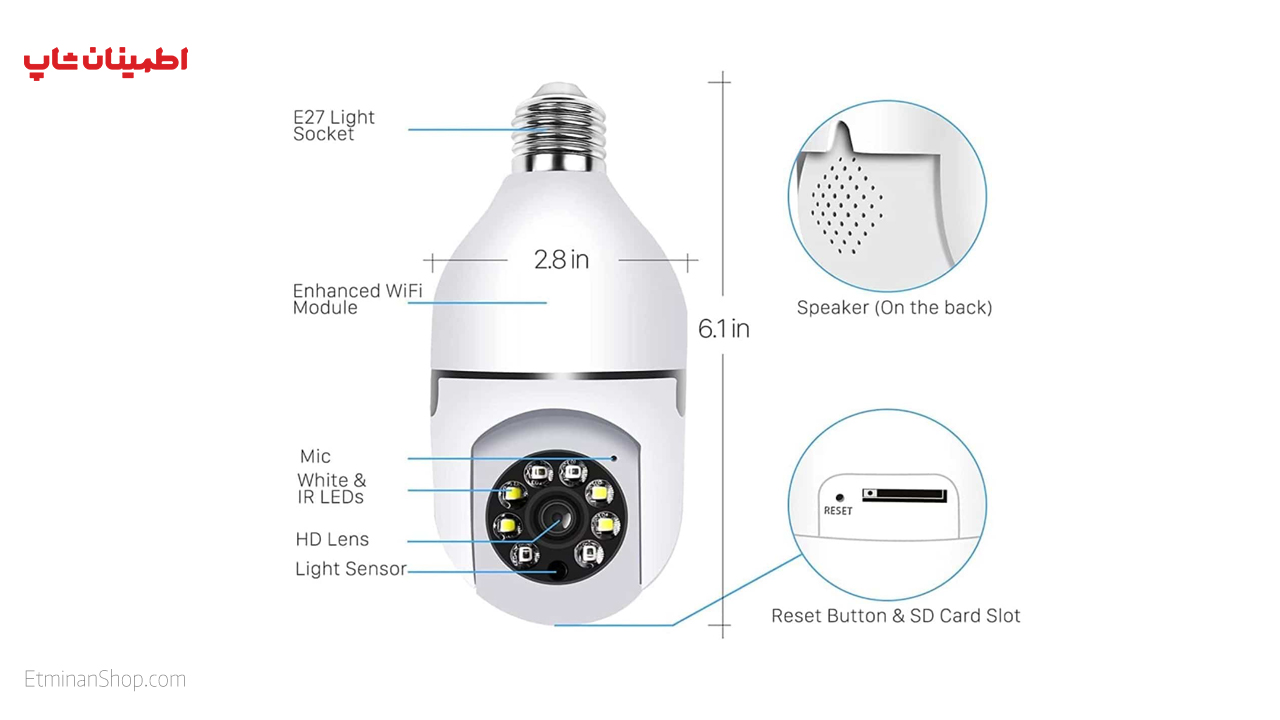 اطمینان شاپ
E27 Light
Socket
2.8 in
Enhanced WiFi
Module
6.1 in
Speaker (On the back)
Mic
White &
IR LEDs
HD Lens
Light Sensor
RESET
Reset Button & SD Card Slot
EtminanShop.com